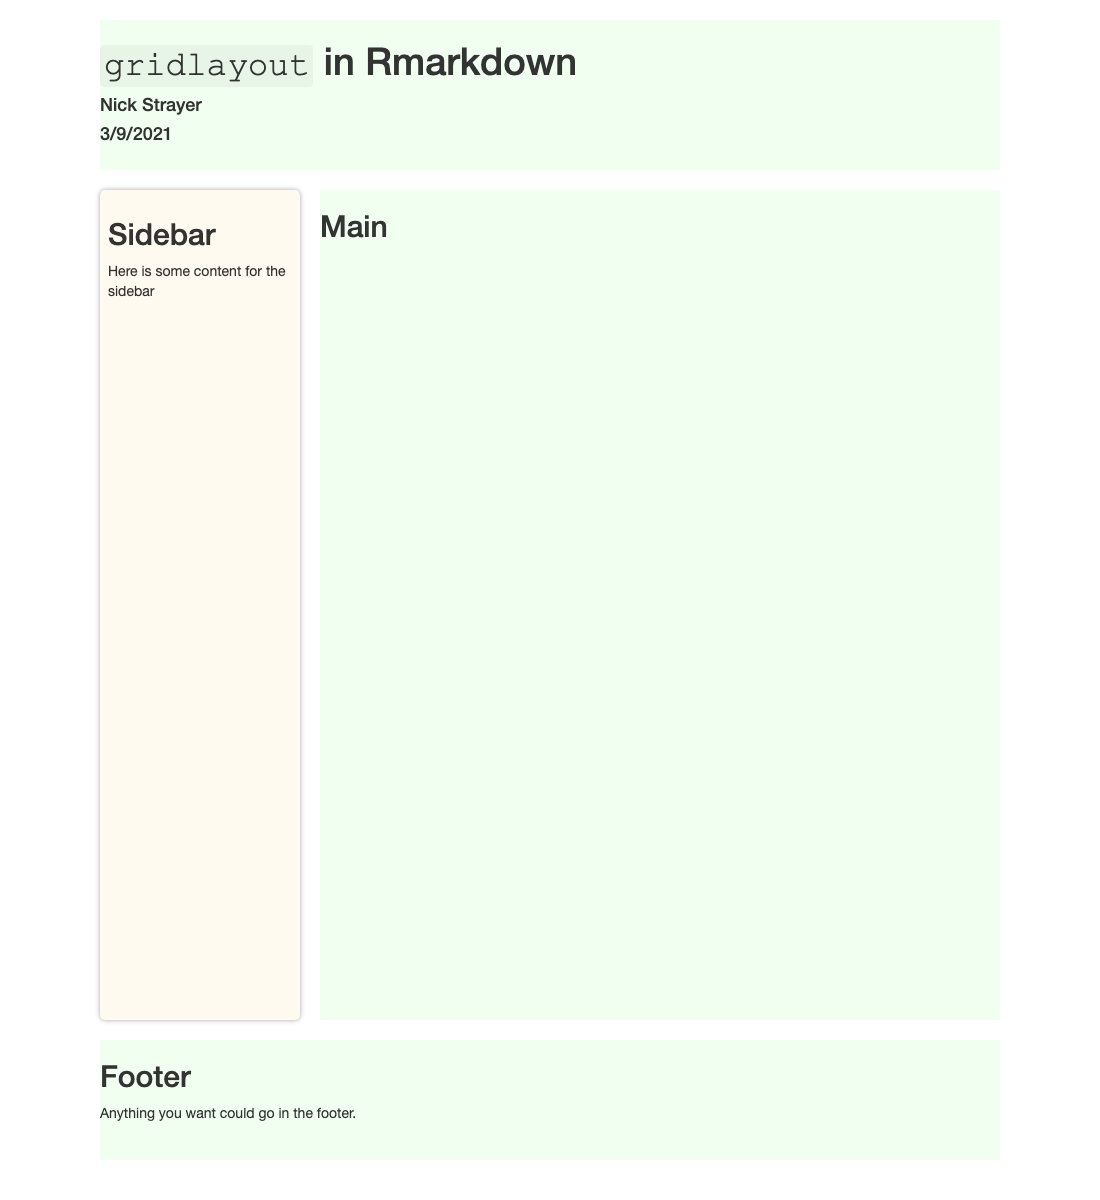 gridlayout in Rmarkdown
Nick Strayer
3/9/2021
Sidebar
Here is some content for the
sidebar
Main
Footer
Anything you want could go in the footer.